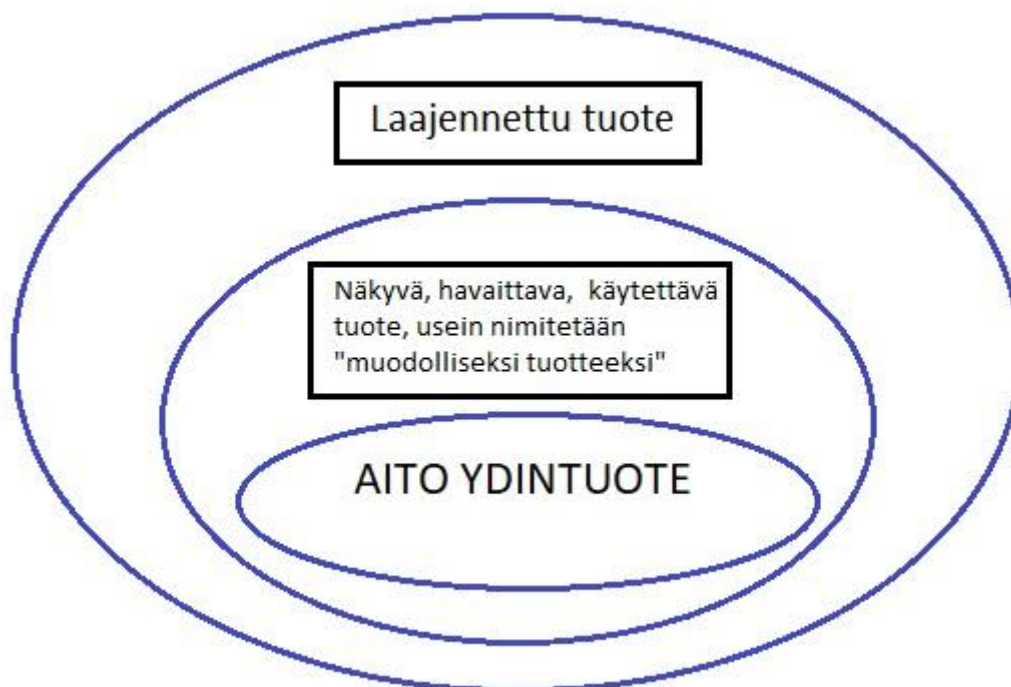 Laajennettu tuote
Näkyvä, havaittava, käytettävä
tuote, usein nimitetään
"muodolliseksi tuotteeksi"
AITO YDINTUOTE